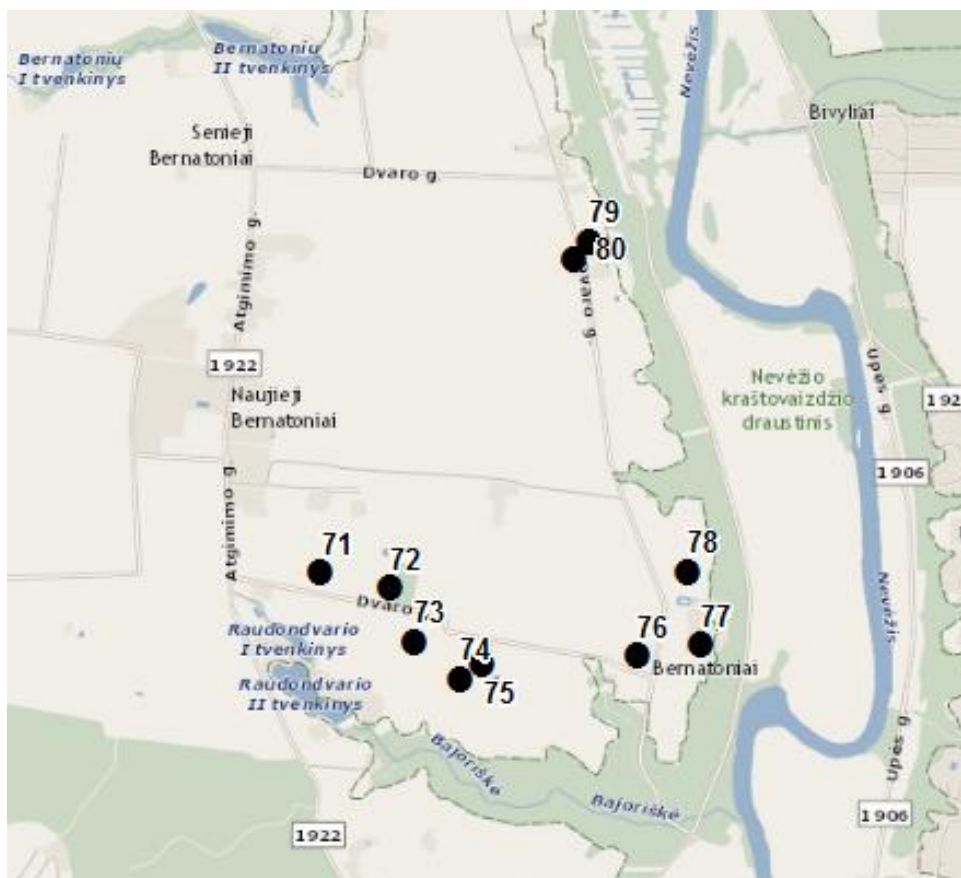 Bernatonių
I tvenkinys
Bernatonių
II tvenkinys
Nevėžis
Bivyliai
Senieji
Bernatoniai
Dvaro g.
79
80
Dvaro g.
Atgimimo g.
1922
Naujieji
Bernatoniai
Nevėžio
kraštovaizdžio
draustinis
Upės g.
192
1906
Atgimimo g.
71
72
78
Nevėžis
Dvaro
73
76
77
Raudondvario
I tvenkinys
74
75
Bernatoniai
Raudondvario
II tvenkinys
Bajoriškė
Bajoriškė
Upės g.
1922
1906